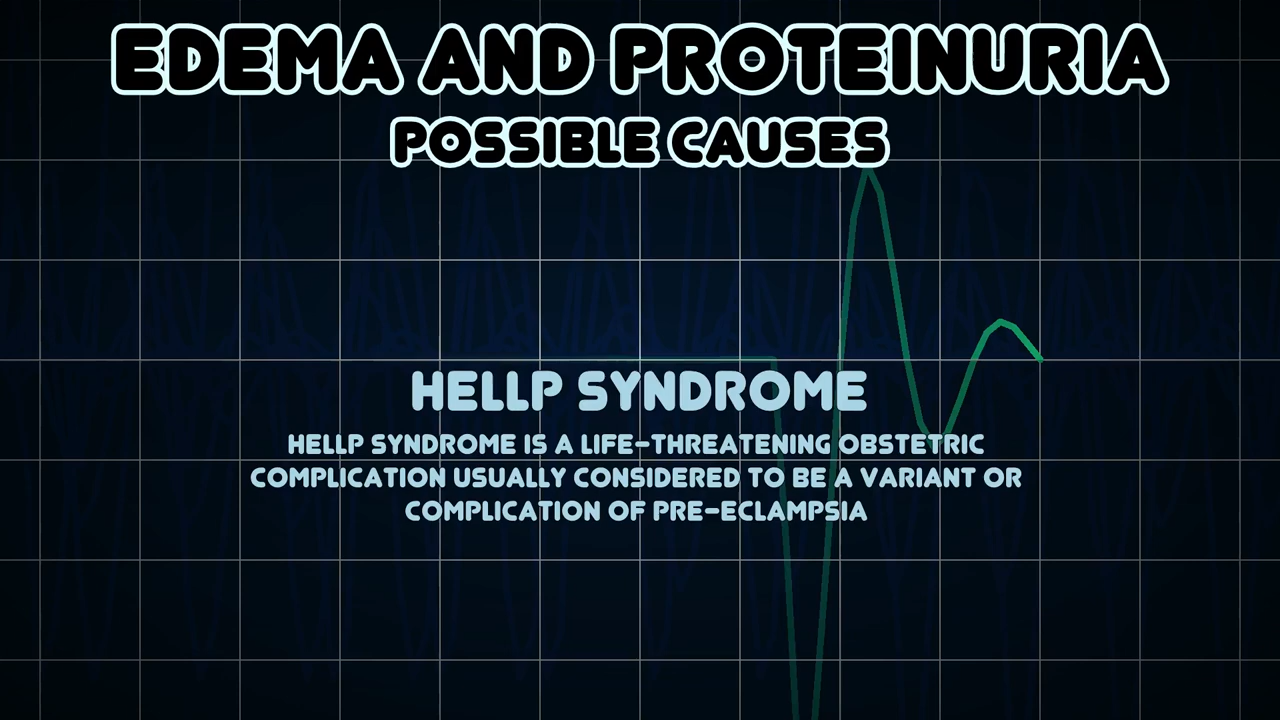 EDEMA AND PROTEINURIA
POSSIBLE CAUSES
HELLP SYNDROME
HELLP SYNDROME IS A LIFE-THREATENING OBSTETRIC
COMPLICATION USUALLY CONSIDERED TO BE A VARIANT OR
COMPLICATION OF PRE-ECLAMPSIA